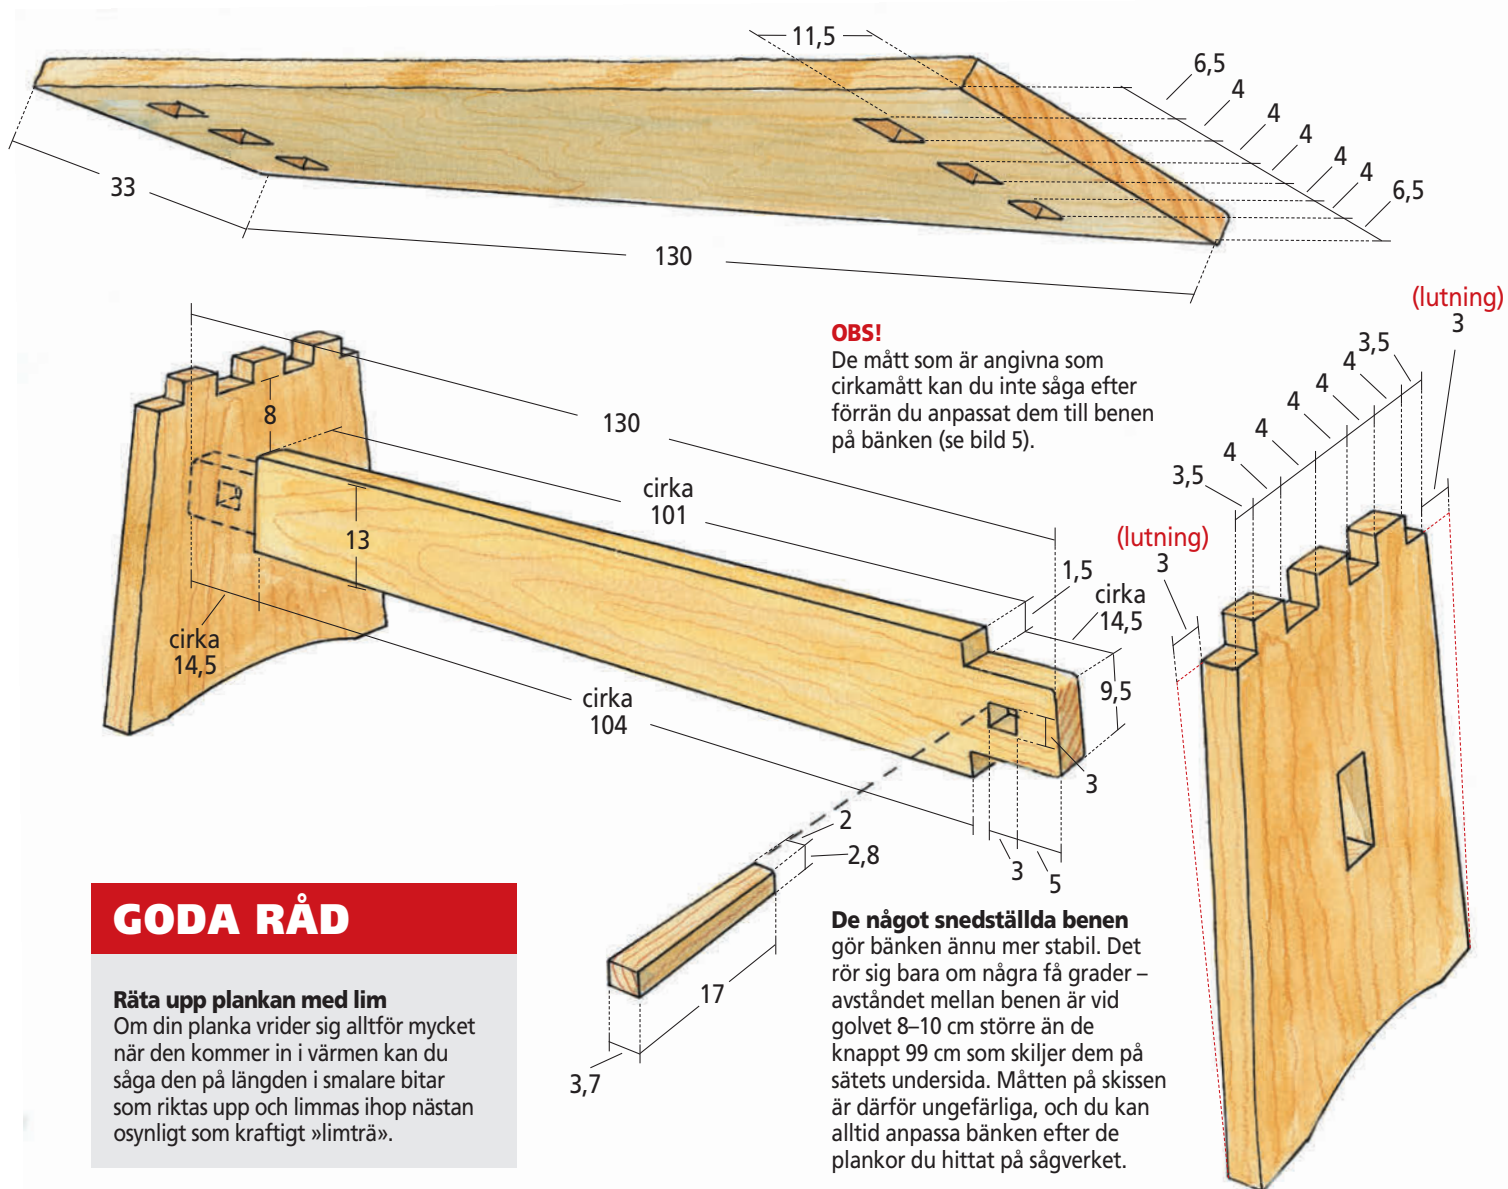 11,5
6,5
4
4
4
4
4
6,5
33
130
(lutning)
3
3,5
4
4
4
4
4
3,5
(lutning)
3
3
OBS!
De mått som är angivna som
cirkamått kan du inte såga efter
förrän du anpassat dem till benen
på bänken (se bild 5).
8
130
cirka
101
13
1,5
cirka
14,5
cirka
14,5
9,5
cirka
104
3
2
2,8
3
5
17
3,7
GODA RÅD
Räta upp plankan med lim
Om din planka vrider sig alltför mycket
när den kommer in i värmen kan du
såga den på längden i smalare bitar
som riktas upp och limmas ihop nästan
osynligt som kraftigt »limträ».
De något snedställda benen
gör bänken ännu mer stabil. Det
rör sig bara om några få grader –
avståndet mellan benen är vid
golvet 8–10 cm större än de
knappt 99 cm som skiljer dem på
sätets undersida. Måtten på skissen
är därför ungefärliga, och du kan
alltid anpassa bänken efter de
plankor du hittat på sågverket.